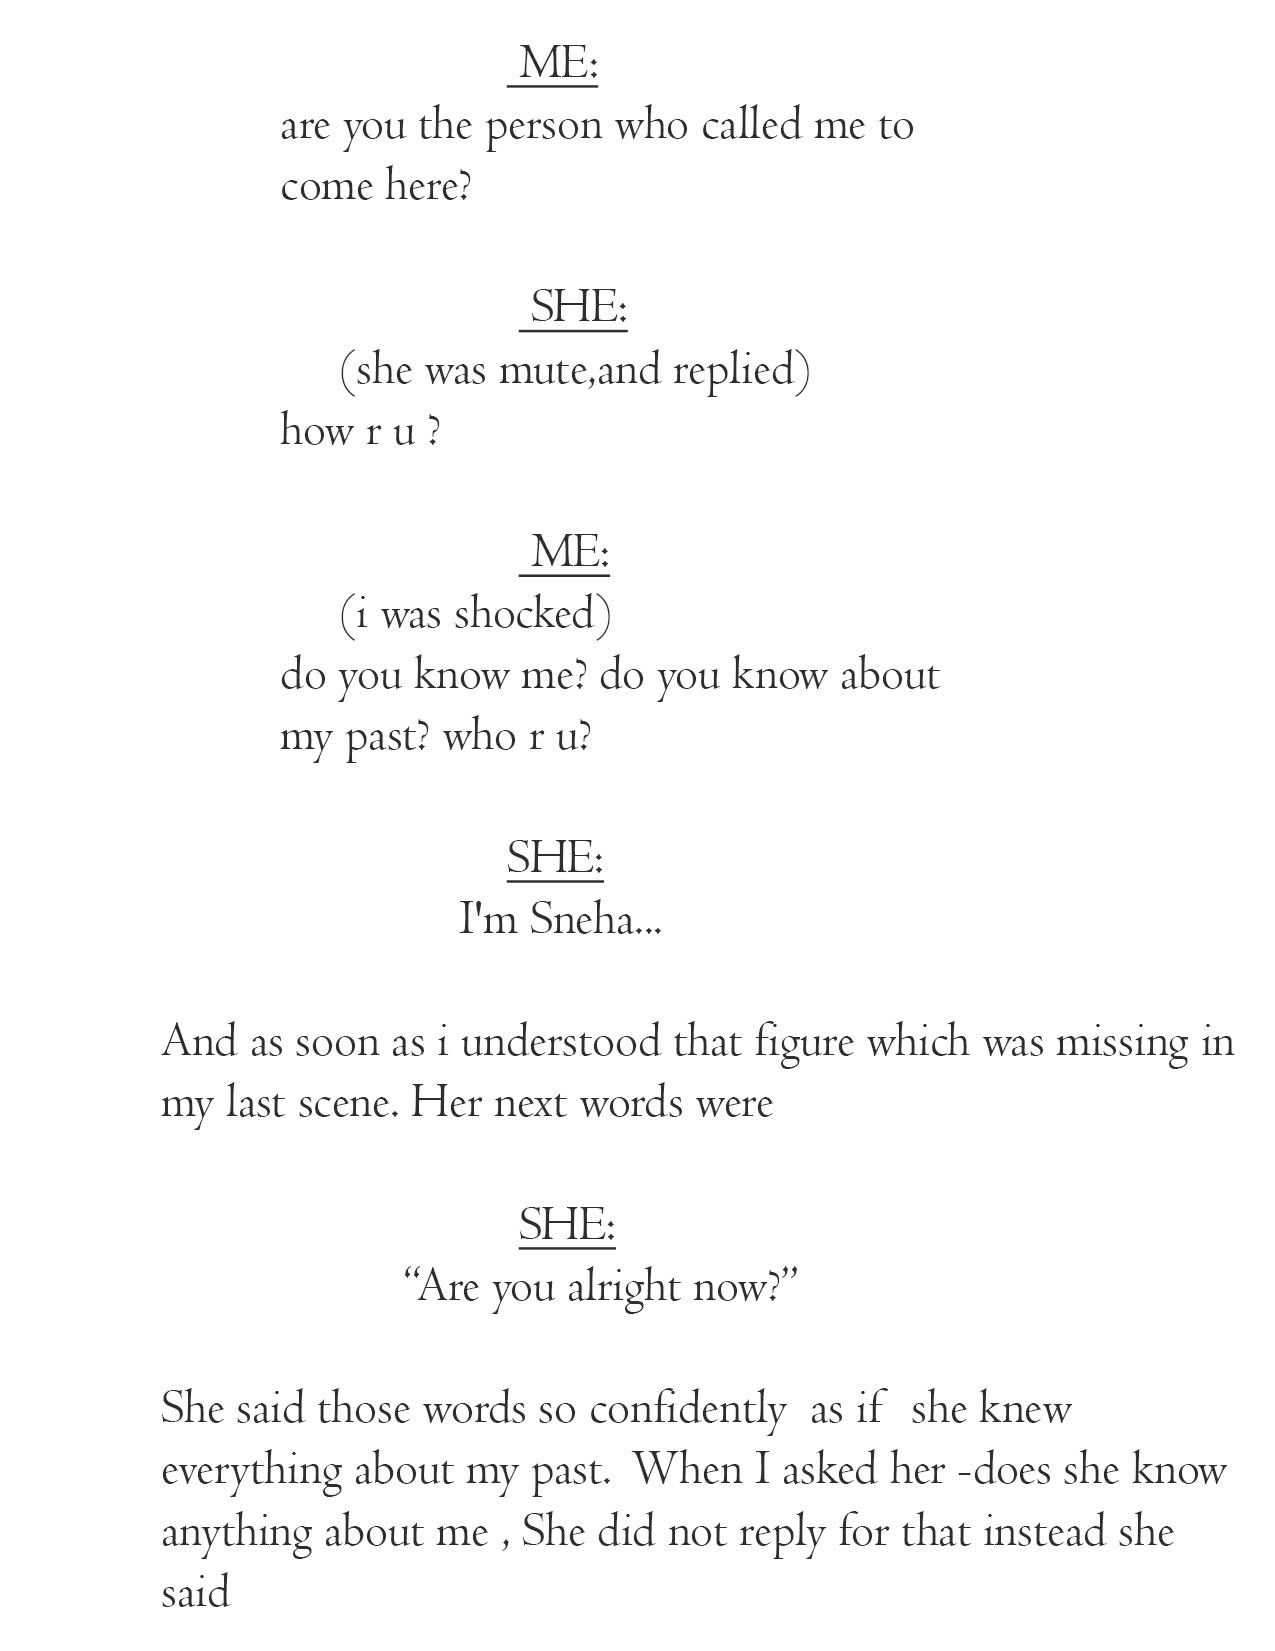 ME:
are you the person who called me to
come here?
SHE:
(she was mute,and replied)
how r u ?
ME:
(i was shocked)
do you know me? do you know about
my past? who r u?
SHE:
I'm Sneha...
And as soon as i understood that figure which was missing in
my last scene. Her next words were
SHE:
“Are you alright now?”
She said those words so confidently  as if  she knew
everything about my past.  When I asked her -does she know
anything about me , She did not reply for that instead she
said